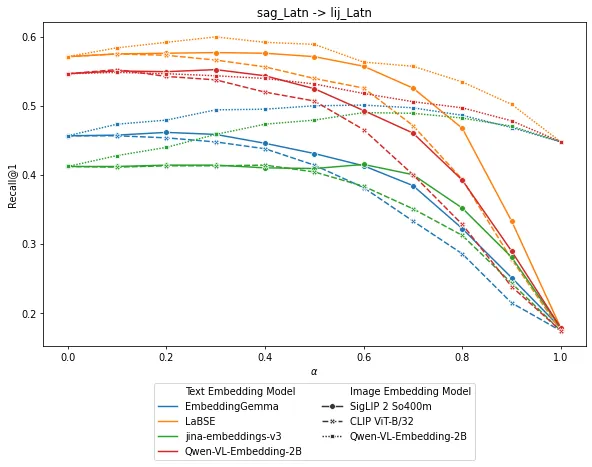 sag_Latn -> lij_Latn
0.6
0.5
0.4
0.3
0.2
Recall@1
0.0 0.2 0.4 0.6 0.8 1.0
α
Text Embedding Model Image Embedding Model
EmbeddingGemma SigLIP 2 So400m
LaBSE CLIP ViT-B/32
jina-embeddings-v3 Qwen-VL-Embedding-2B
Qwen-VL-Embedding-2B